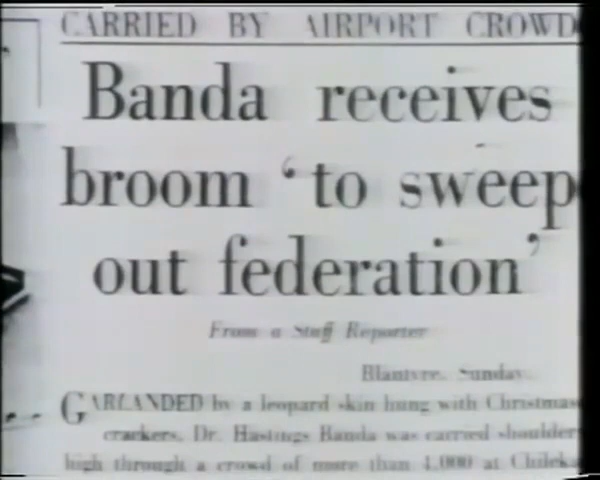 CARRIED BY AIRPORT CROWD
Banda receives
broom ‘to sweep
out federation’
From a Staff Reporter
Blantyre, Sunday.
GARLANDED by a leopard skin hung with Christmas
crackers, Dr. Hastings Banda was carried shoulder
high through a crowd of more than 4,000 at Chileka